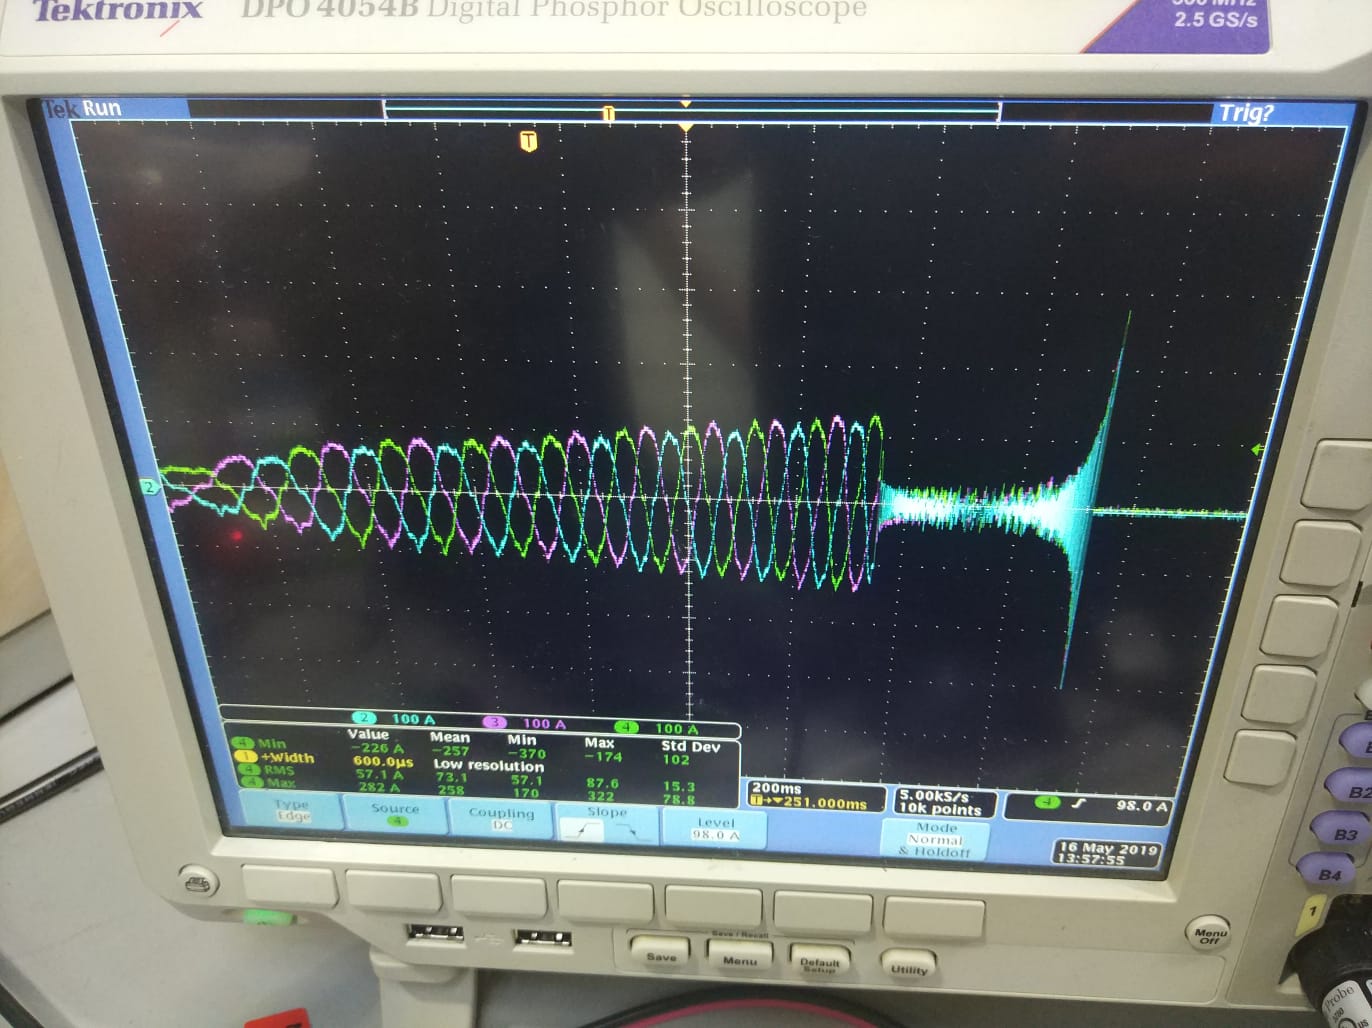 Tektronix DPO 4054B Digital Phosphor Oscilloscope
2.5 GS/s
Tek Run
Trig?
T
T
2
2 100 A 3 100 A 4 100 A
Value Mean Min Max Std Dev
4 Min -226 A -257 -370 -174 102
1 +Width 600.0µs Low resolution
4 RMS 57.1 A 73.1 57.1 87.6 15.3
4 Max 282 A 258 170 322 78.8
200ms
T→▼251.000ms
5.00kS/s
10k points
4 98.0 A
Type
Edge
Source
4
Coupling
DC
Slope
Level
98.0 A
Mode
Normal
& Holdoff
16 May 2019
13:57:55
B2
B3
B4
1
Menu
Off
Save / Recall
Save
Menu
Default
Setup
Utility
Probe